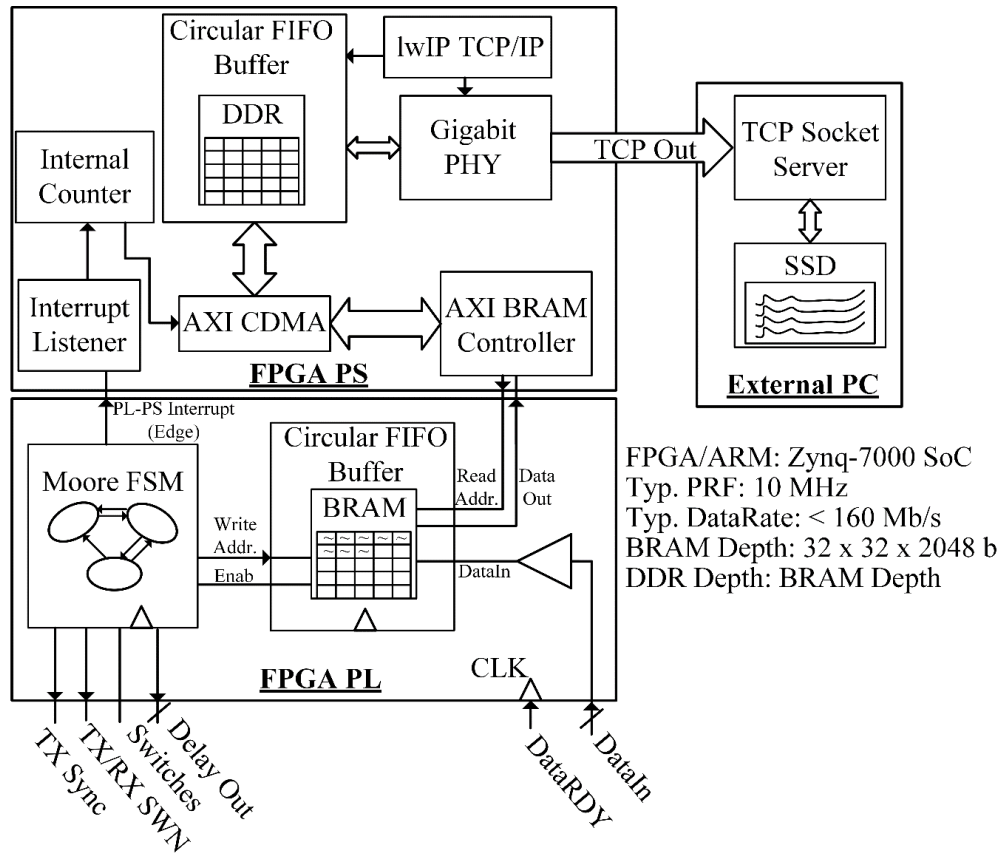 Circular FIFO
Buffer
DDR
lwIP TCP/IP
Gigabit
PHY
TCP Out
TCP Socket
Server
SSD
External PC
Internal
Counter
Interrupt
Listener
AXI CDMA
AXI BRAM
Controller
FPGA PS
PL-PS Interrupt
(Edge)
Moore FSM
Write
Addr.
Enab
Circular FIFO
Buffer
BRAM
Read
Addr.
Data
Out
DataIn
CLK
FPGA PL
TX Sync
TX/RX SWN
Switches
Delay Out
DataRDY
DataIn
FPGA/ARM: Zynq-7000 SoC
Typ. PRF: 10 MHz
Typ. DataRate: < 160 Mb/s
BRAM Depth: 32 x 32 x 2048 b
DDR Depth: BRAM Depth